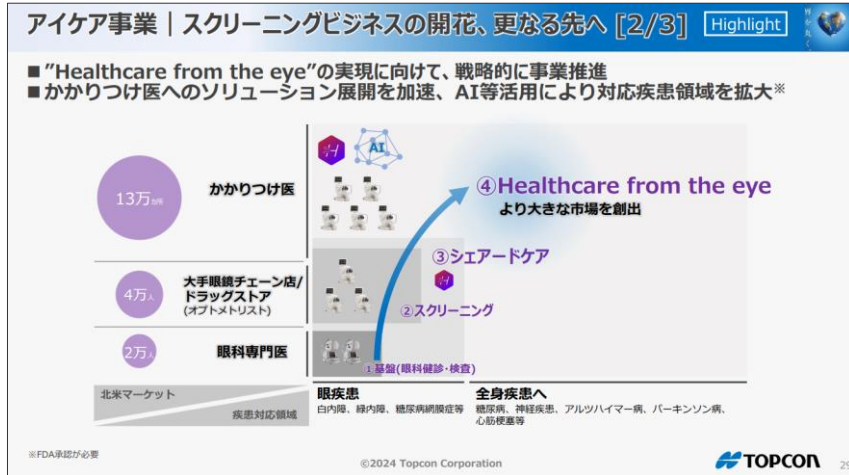 アイケア事業｜スクリーニングビジネスの開花、更なる先へ [2/3]
Highlight
■"Healthcare from the eye"の実現に向けて、戦略的に事業推進
■かかりつけ医へのソリューション展開を加速、AI等活用により対応疾患領域を拡大※
AI
13万ヵ所
かかりつけ医
④Healthcare from the eye
より大きな市場を創出
③シェアードケア
4万人
大手眼鏡チェーン店/
ドラッグストア
(オプトメトリスト)
②スクリーニング
2万人
眼科専門医
①基盤(眼科健診・検査)
北米マーケット
疾患対応領域
眼疾患
白内障、緑内障、糖尿病網膜症等
全身疾患へ
糖尿病、神経疾患、アルツハイマー病、パーキンソン病、
心筋梗塞等
※FDA承認が必要
©2024 Topcon Corporation
TOPCON
29